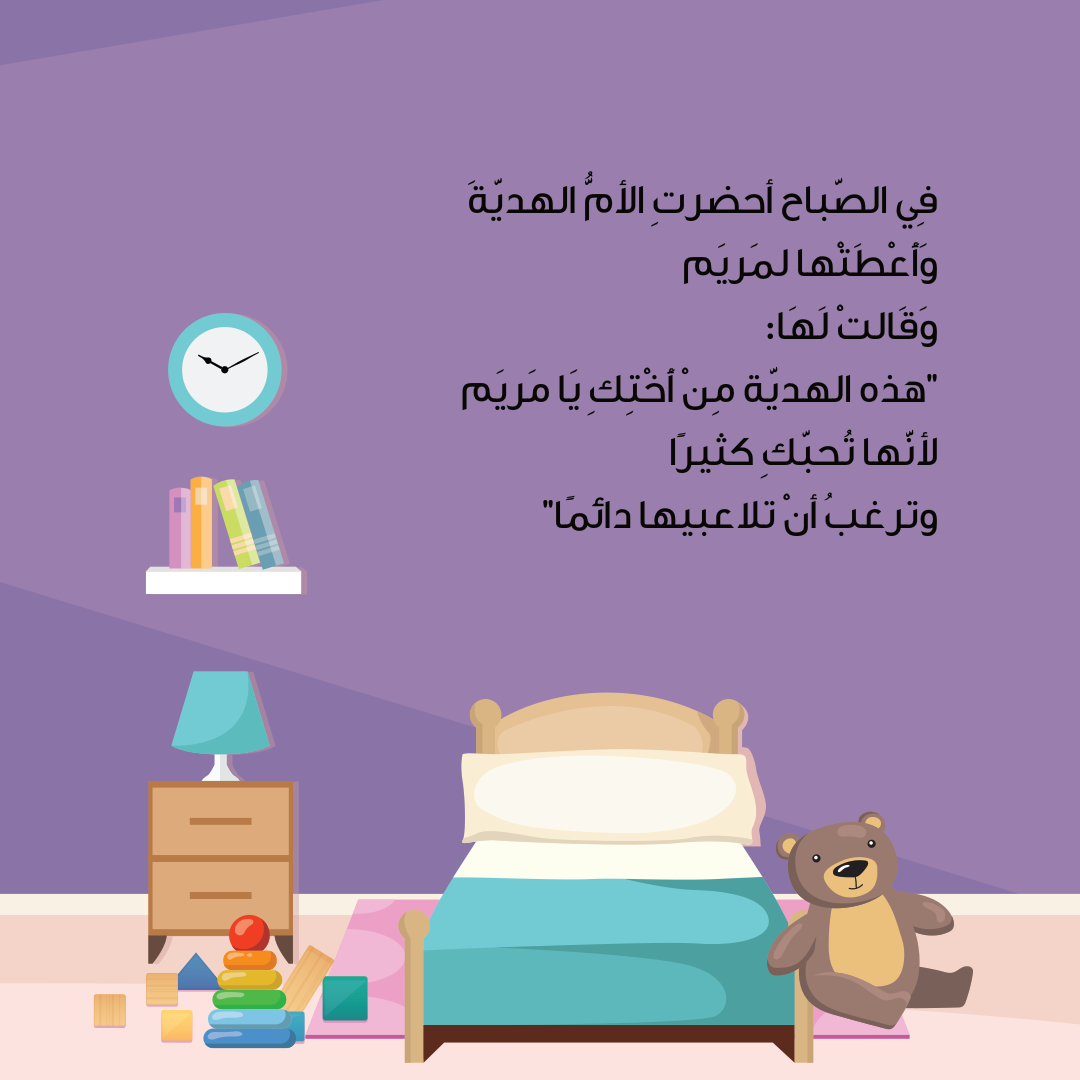 فِي الصّباح أحضرتِ الأمُّ الهديّةَ
وَأعْطَتْها لمَريَم
وَقَالتْ لَهَا:
"هذه الهديّة مِنْ أخْتِكِ يَا مَريَم
لأنّها تُحبّكِ كثيرًا
وترغبُ أنْ تلاعبيها دائمًا"